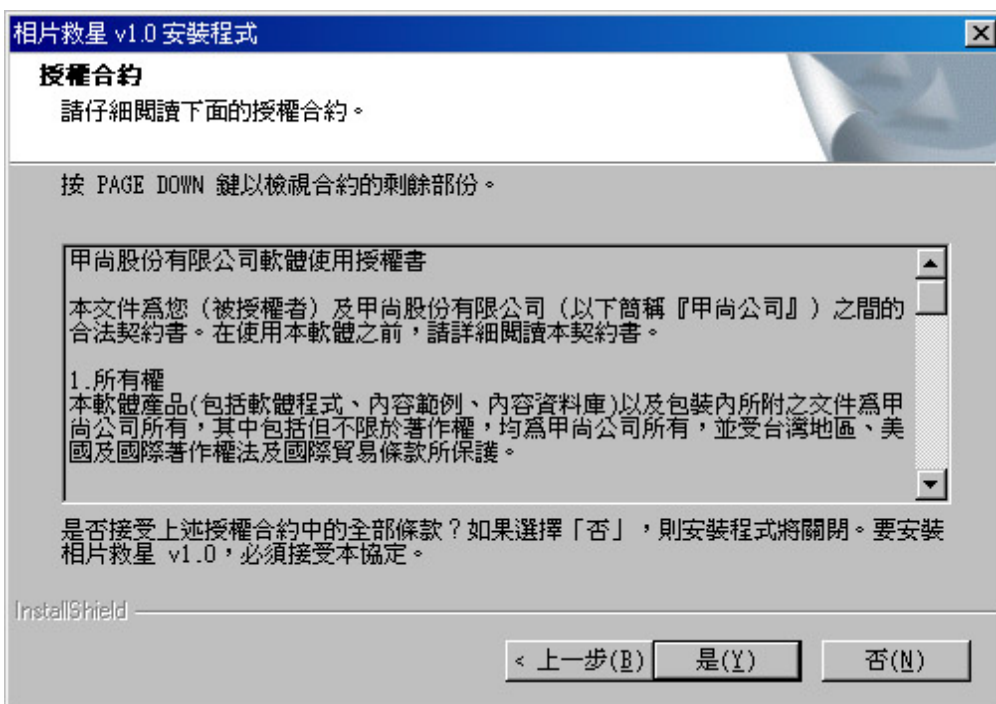 相片救星 v1.0 安裝程式
授權合約
請仔細閱讀下面的授權合約。
按 PAGE DOWN 鍵以檢視合約的剩餘部份。
甲尚股份有限公司軟體使用授權書
本文件爲您（被授權者）及甲尚股份有限公司（以下簡稱『甲尚公司』）之間的
合法契約書。在使用本軟體之前，請詳細閱讀本契約書。
1.所有權
本軟體產品(包括軟體程式、內容範例、內容資料庫)以及包裝內所附之文件爲甲
尚公司所有，其中包括但不限於著作權，均爲甲尚公司所有，並受台灣地區、美
國及國際著作權法及國際貿易條款所保護。
是否接受上述授權合約中的全部條款？如果選擇「否」，則安裝程式將關閉。要安裝
相片救星 v1.0，必須接受本協定。
InstallShield
< 上一步(B) 是(Y) 否(N)